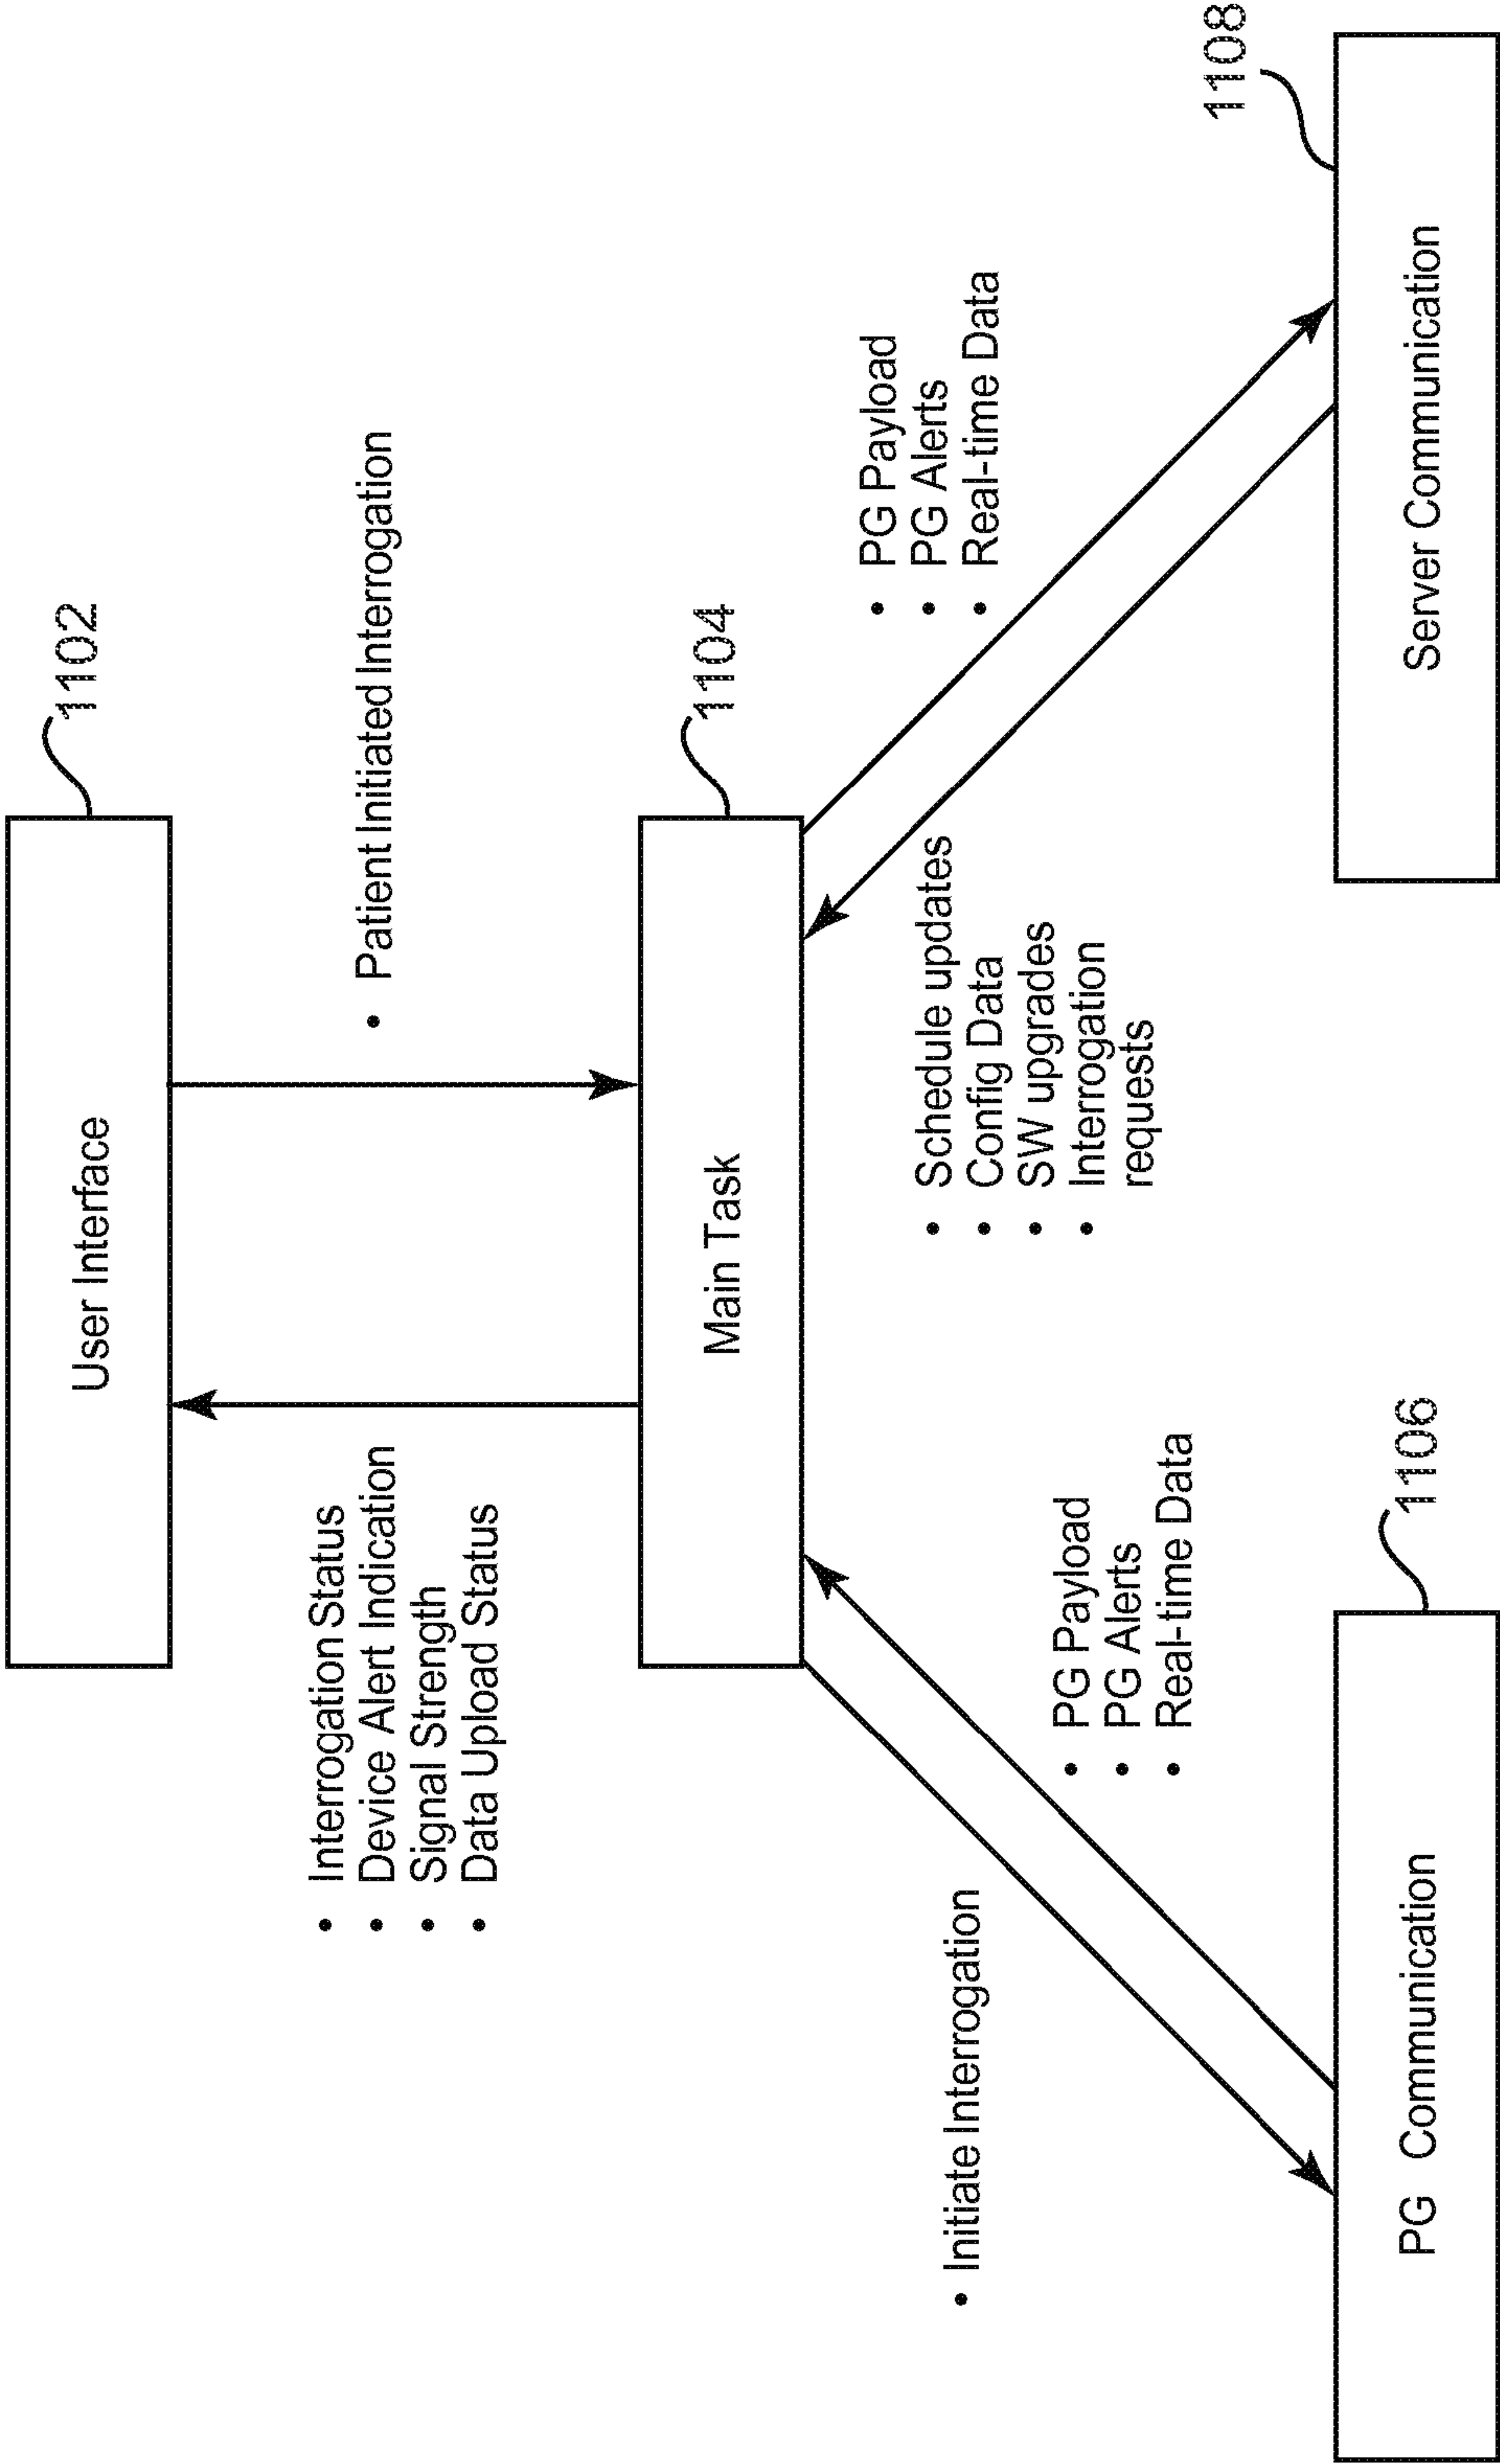 User Interface
1102
• Interrogation Status
• Device Alert Indication
• Signal Strength
• Data Upload Status
• Patient Initiated Interrogation
Main Task
1104
• Initiate Interrogation
• PG Payload
• PG Alerts
• Real-time Data
• Schedule updates
• Config Data
• SW upgrades
• Interrogation
requests
• PG Payload
• PG Alerts
• Real-time Data
PG Communication
1106
Server Communication
1108